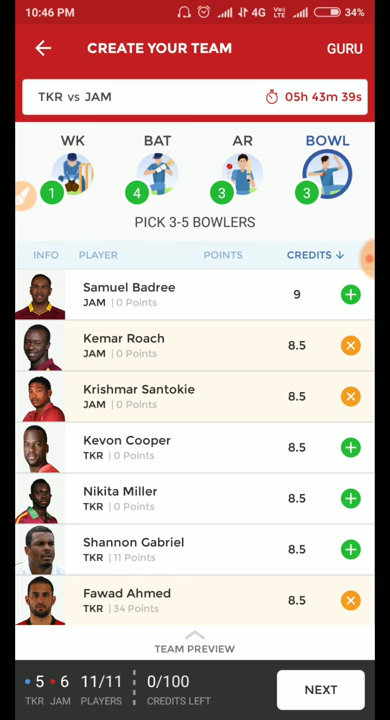 10:46 PM 4G Vo) LTE 34%
CREATE YOUR TEAM GURU
TKR vs JAM 05h 43m 39s
WK BAT AR BOWL
1 4 3 3
PICK 3-5 BOWLERS
INFO PLAYER POINTS CREDITS ↓
Samuel Badree
JAM | 0 Points 9
Kemar Roach
JAM | 0 Points 8.5
Krishmar Santokie
JAM | 0 Points 8.5
Kevon Cooper
TKR | 0 Points 8.5
Nikita Miller
TKR | 0 Points 8.5
Shannon Gabriel
TKR | 11 Points 8.5
Fawad Ahmed
TKR | 34 Points 8.5
TEAM PREVIEW
5 6 11/11 0/100
TKR JAM PLAYERS CREDITS LEFT
NEXT